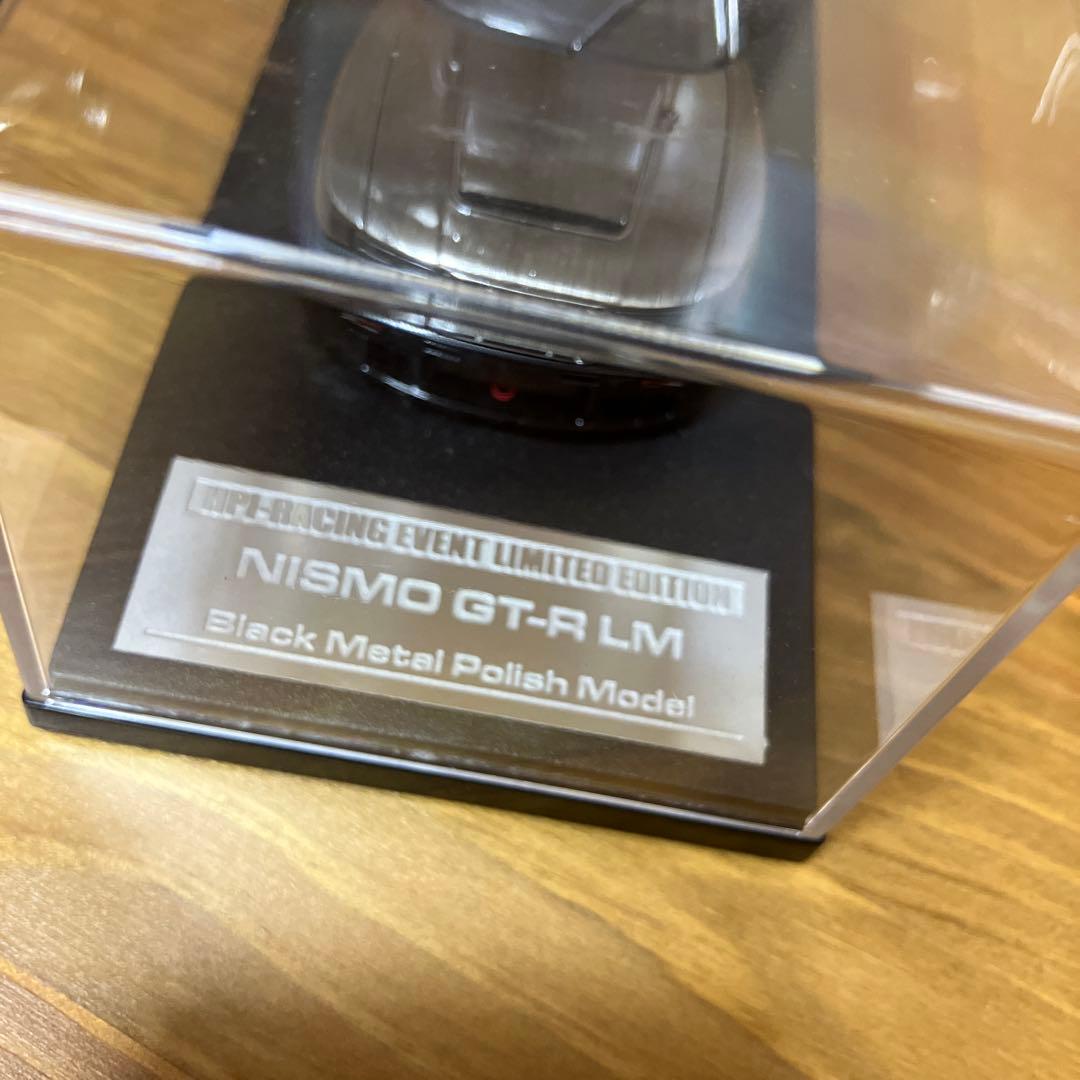 HPI-RACING EVENT LIMITED EDITION
NISMO GT-R LM
Black Metal Polish Model